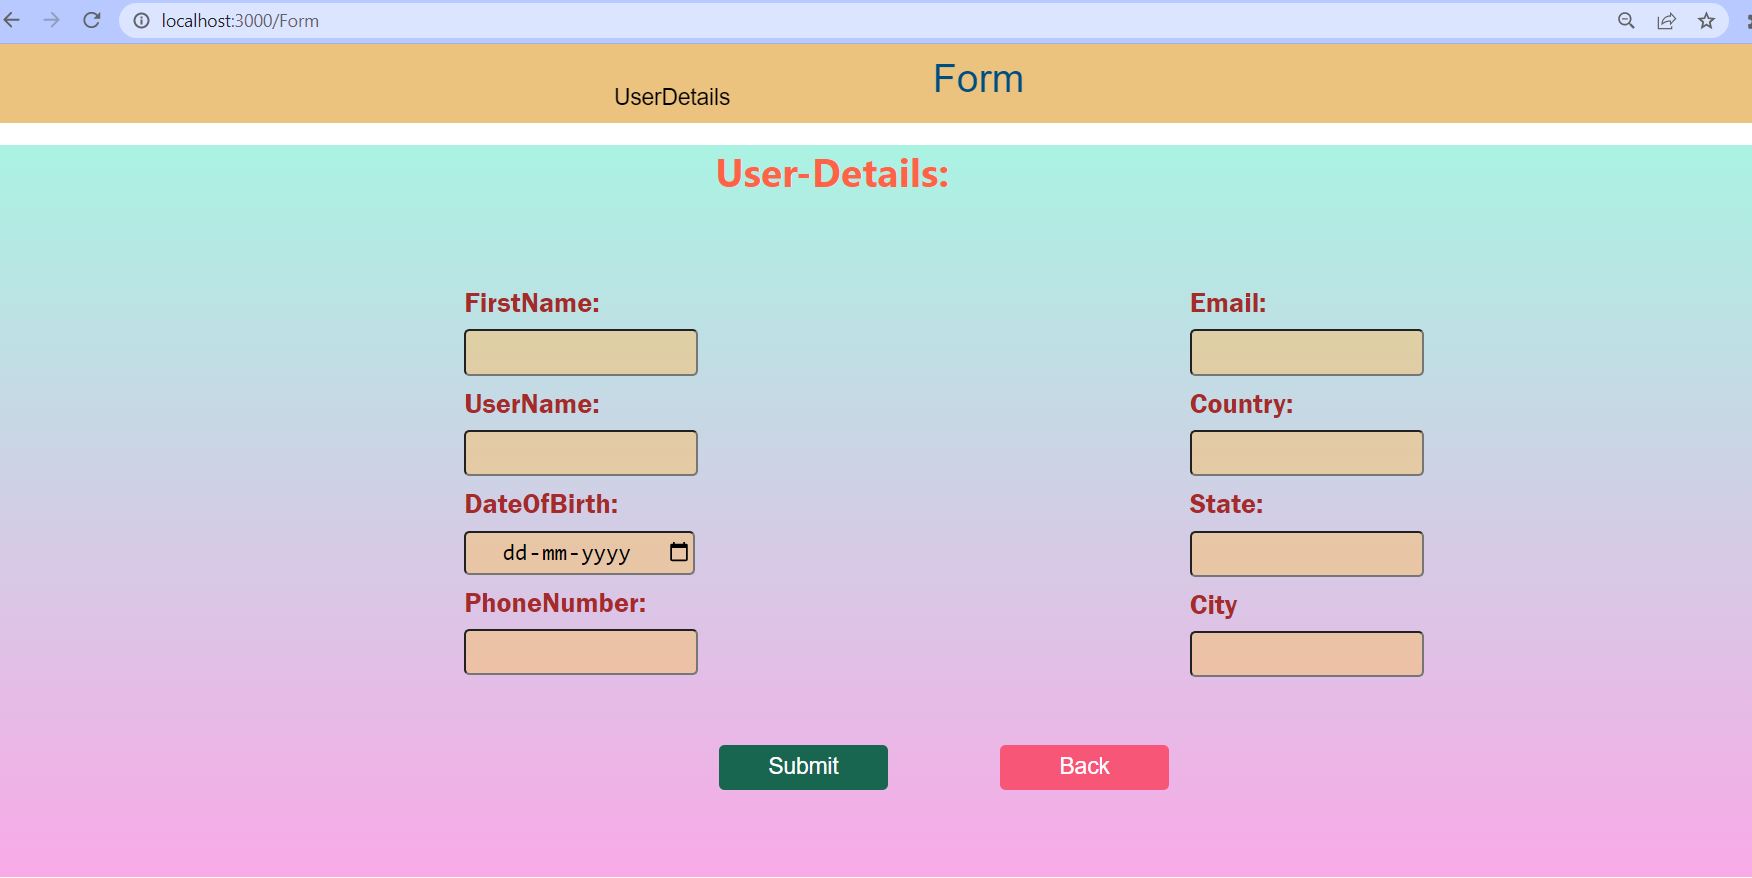 localhost:3000/Form
Form
UserDetails
User-Details:
FirstName:
Email:
UserName:
Country:
DateOfBirth:
State:
dd-mm-yyyy
PhoneNumber:
City
Submit
Back